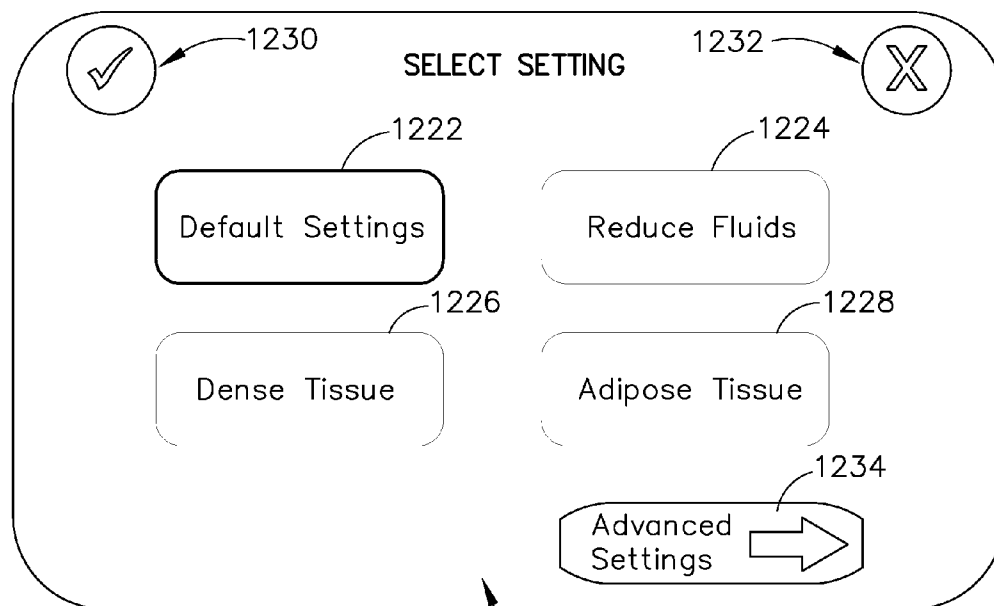 1230
SELECT SETTING
1232
1222
1224
Default Settings
Reduce Fluids
1226
1228
Dense Tissue
Adipose Tissue
1234
Advanced
Settings